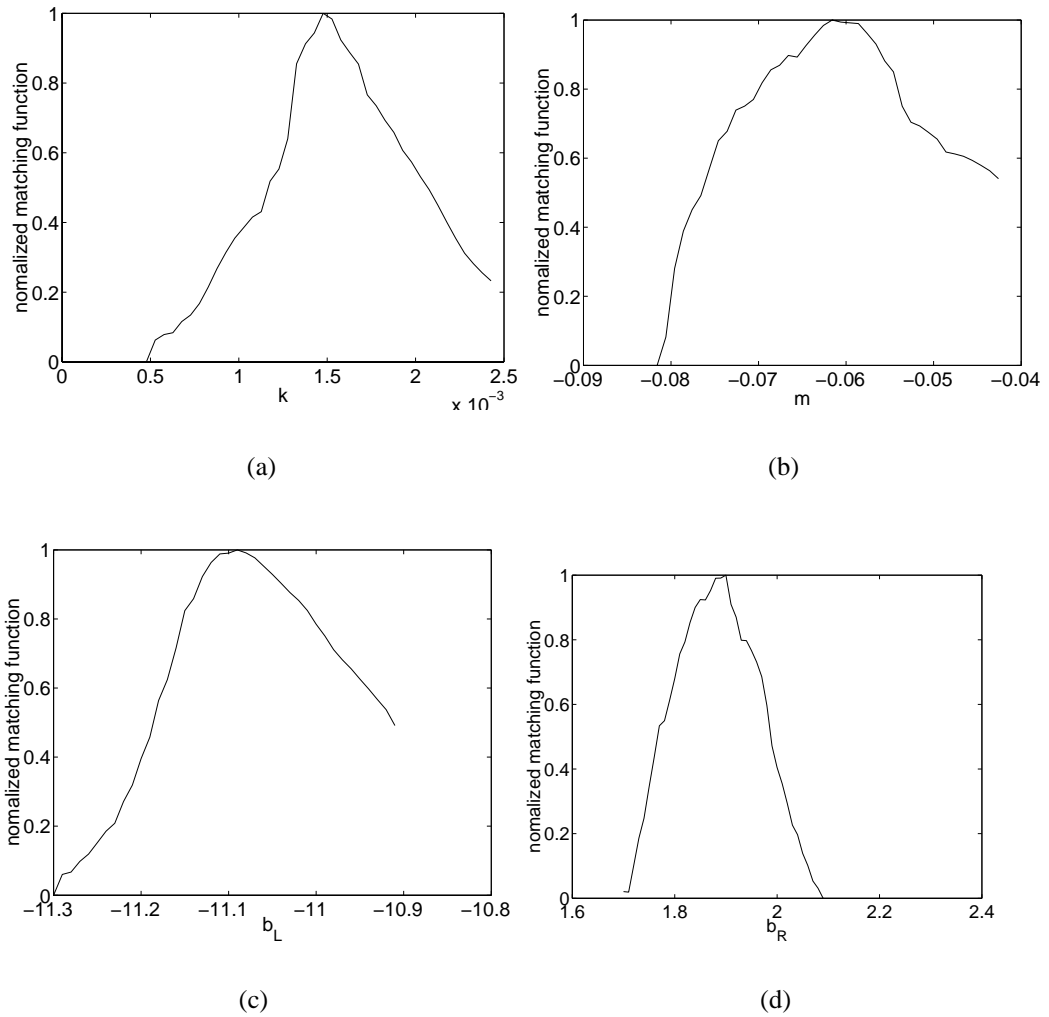 nomalized matching function
1
0.8
0.6
0.4
0.2
0
0 0.5 1 1.5 2 2.5
k
x 10⁻³
(a)
nomalized matching function
1
0.8
0.6
0.4
0.2
0
−0.09 −0.08 −0.07 −0.06 −0.05 −0.04
m
(b)
nomalized matching function
1
0.8
0.6
0.4
0.2
0
−11.3 −11.2 −11.1 −11 −10.9 −10.8
b_L
(c)
nomalized matching function
1
0.8
0.6
0.4
0.2
0
1.6 1.8 2 2.2 2.4
b_R
(d)